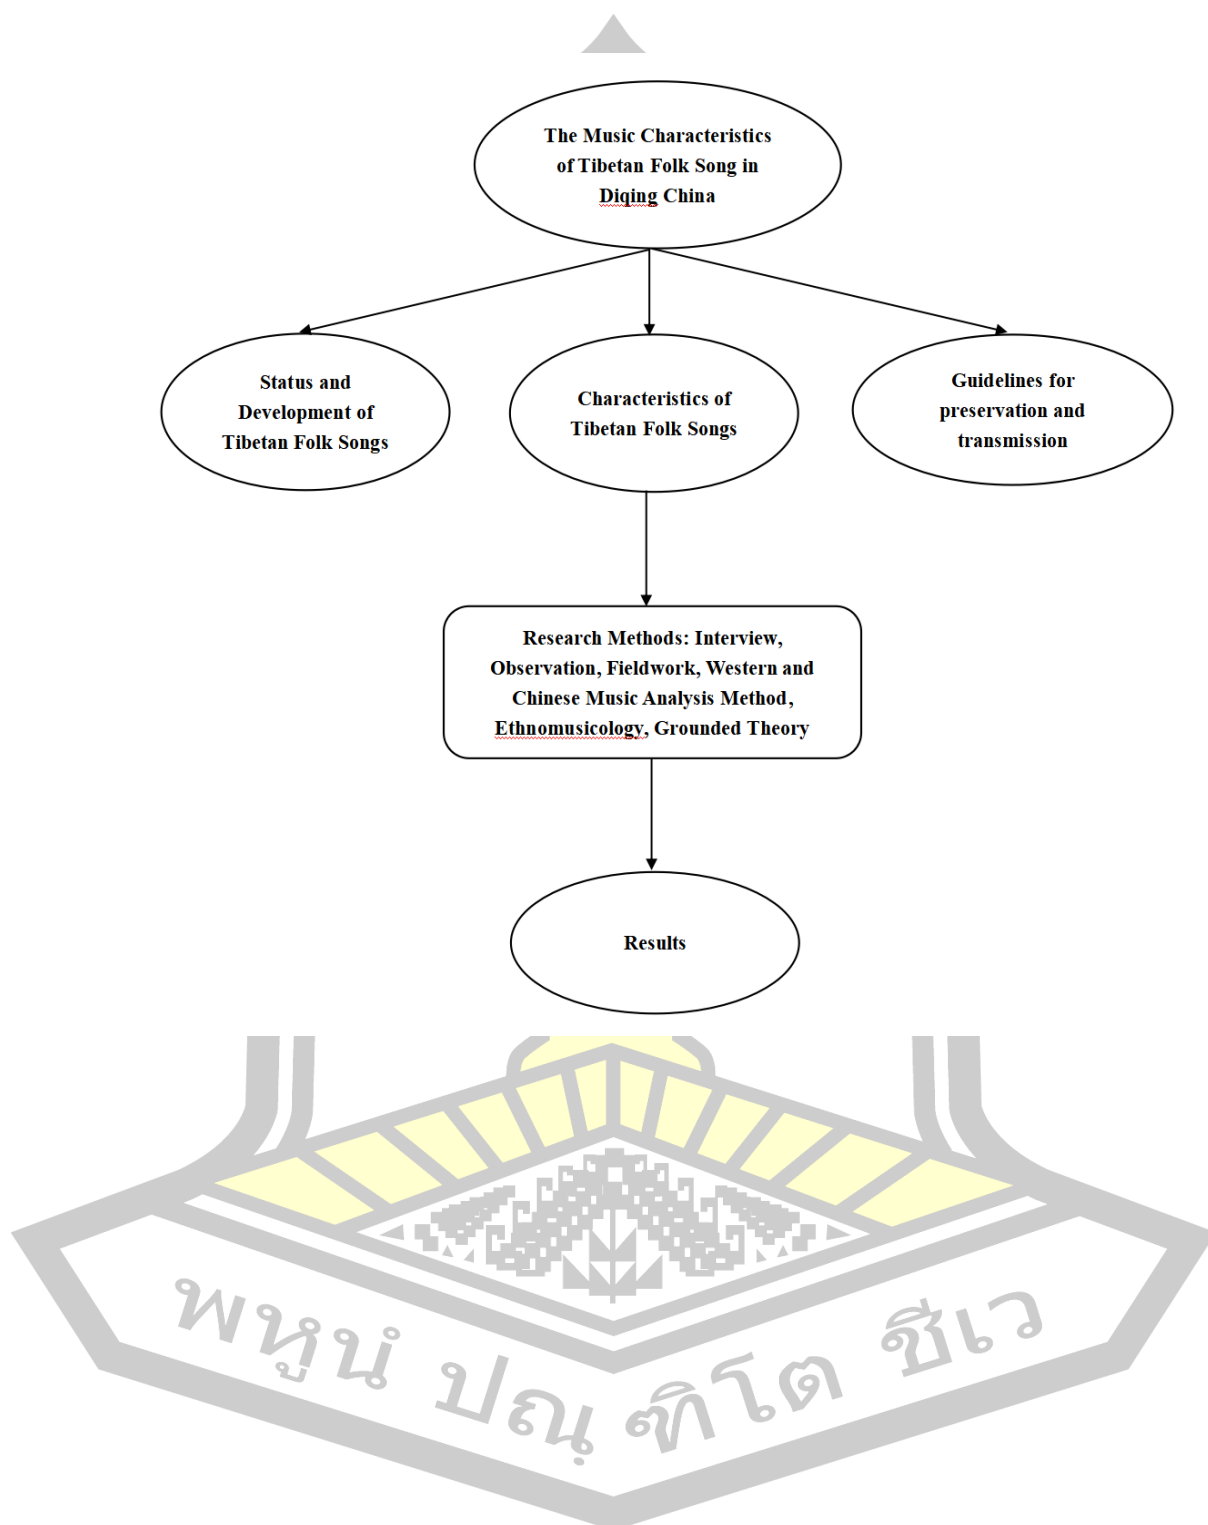 The Music Characteristics
of Tibetan Folk Song in
Diqing China
Status and
Development of
Tibetan Folk Songs
Characteristics of
Tibetan Folk Songs
Guidelines for
preservation and
transmission
Research Methods: Interview,
Observation, Fieldwork, Western and
Chinese Music Analysis Method,
Ethnomusicology, Grounded Theory
Results
พหูนํ ปณฺฑิโต ชีเว